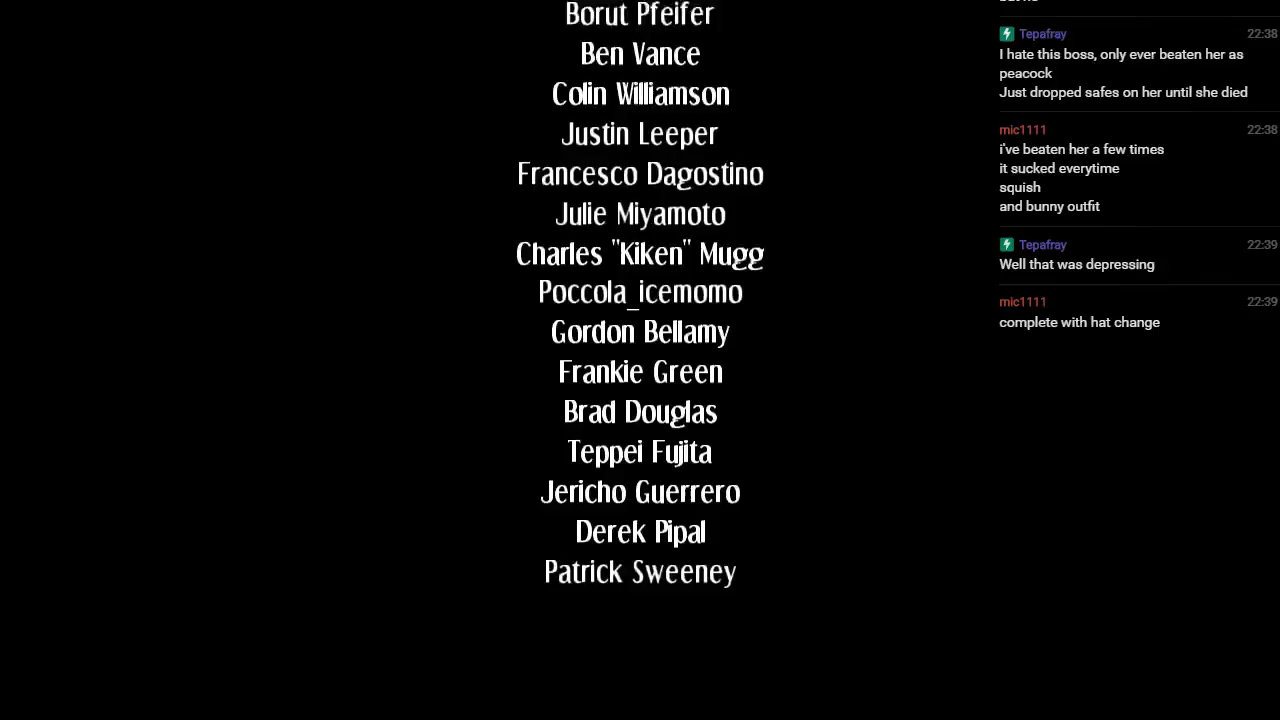 Borut Pfeifer
Ben Vance
Colin Williamson
Justin Leeper
Francesco Dagostino
Julie Miyamoto
Charles "Kiken" Mugg
Poccola_icemomo
Gordon Bellamy
Frankie Green
Brad Douglas
Teppei Fujita
Jericho Guerrero
Derek Pipal
Patrick Sweeney
Tepafray 22:38
I hate this boss, only ever beaten her as
peacock
Just dropped safes on her until she died
mic1111 22:38
i've beaten her a few times
it sucked everytime
squish
and bunny outfit
Tepafray 22:39
Well that was depressing
mic1111 22:39
complete with hat change